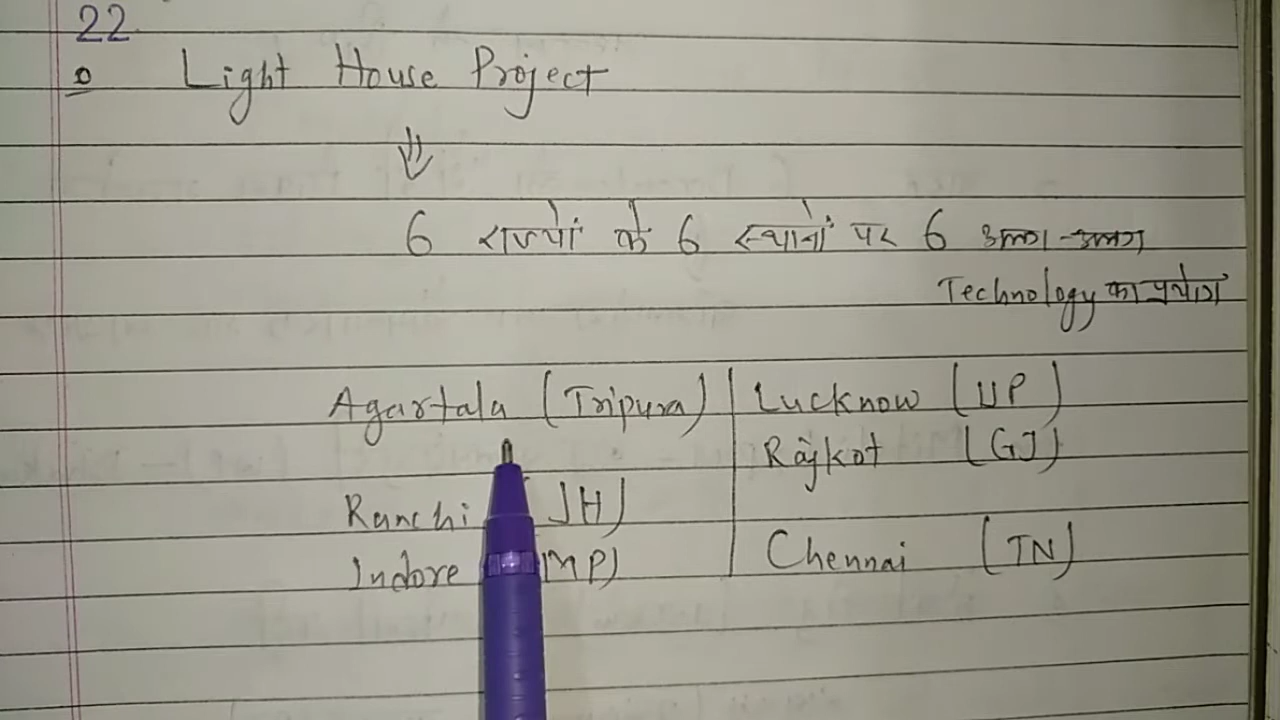 22
Light House Project
6 राज्यों के 6 स्थानों पर 6 अलग-अलग
Technology का प्रयोग
Agartala (Tripura) | Lucknow (UP)
Rajkot (GJ)
Ranchi JH)
Chennai (TN)
Indore MP)